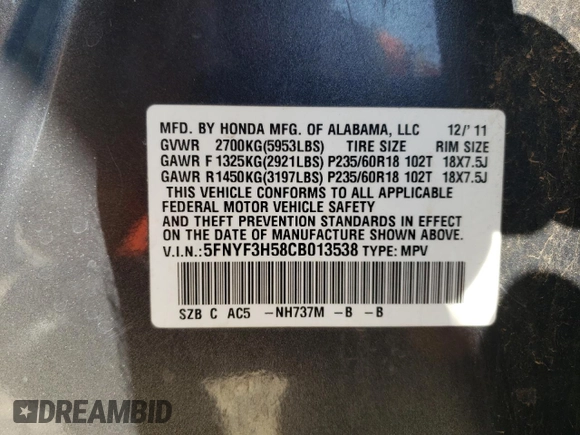 MFD. BY HONDA MFG. OF ALABAMA, LLC 12/'11
GVWR 2700KG(5953LBS) TIRE SIZE RIM SIZE
GAWR F 1325KG(2921LBS) P235/60R18 102T 18X7.5J
GAWR R1450KG(3197LBS) P235/60R18 102T 18X7.5J
THIS VEHICLE CONFORMS TO ALL APPLICABLE
FEDERAL MOTOR VEHICLE SAFETY
AND THEFT PREVENTION STANDARDS IN EFFECT
ON THE DATE OF MANUFACTURE SHOWN ABOVE.
V.I.N.: 5FNYF3H58CB013538 TYPE: MPV
SZB C AC5 -NH737M -B -B
DREAMBID